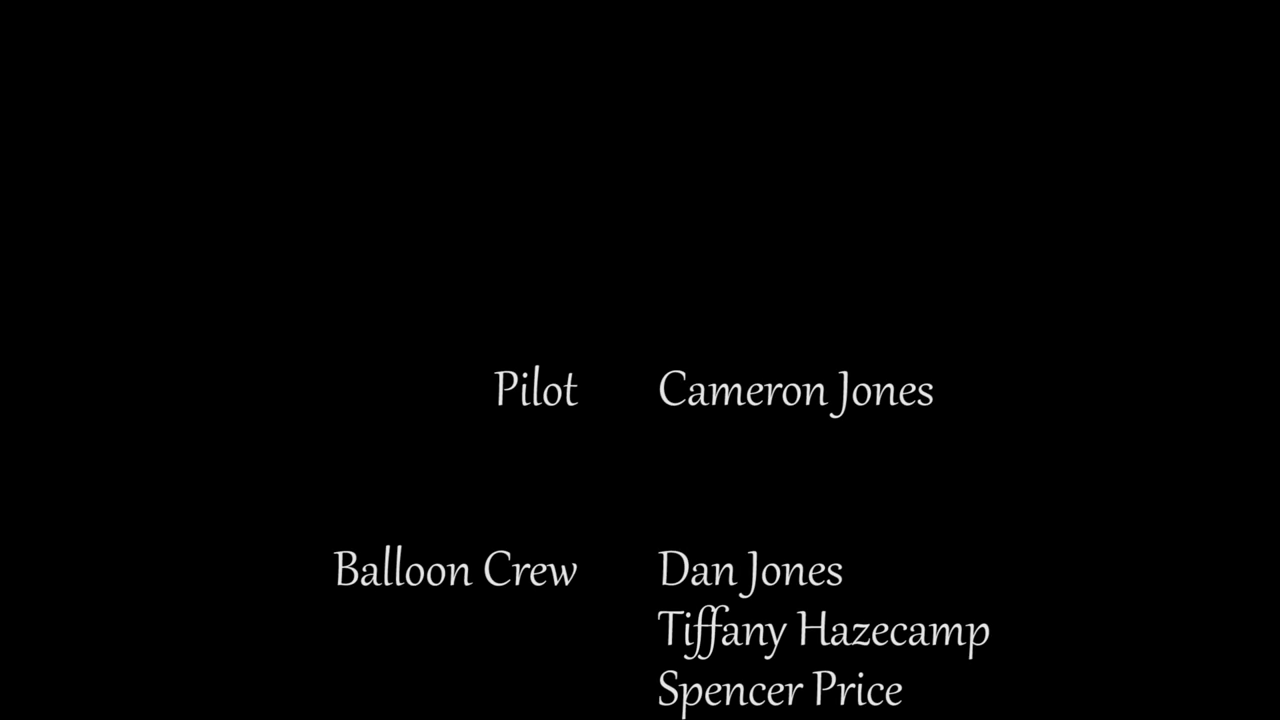 Pilot Cameron Jones
Balloon Crew Dan Jones
Tiffany Hazecamp
Spencer Price